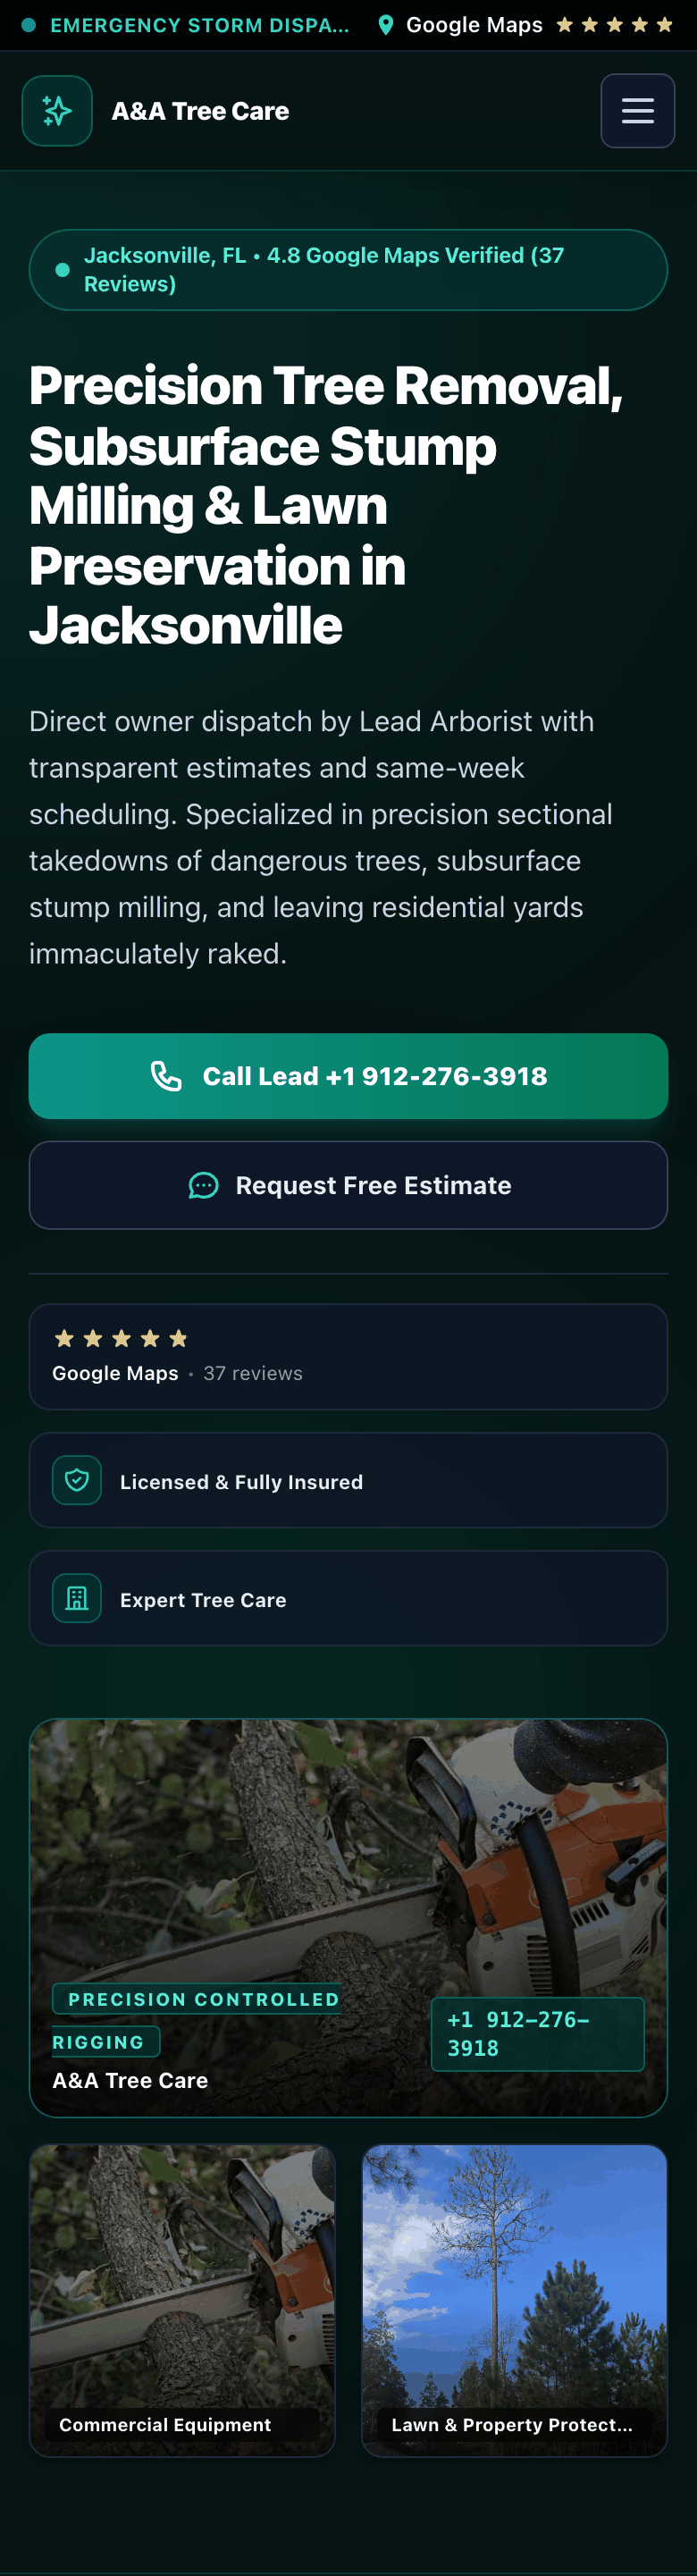 EMERGENCY STORM DISPA... Google Maps
A&A Tree Care
Jacksonville, FL • 4.8 Google Maps Verified (37
Reviews)
Precision Tree Removal,
Subsurface Stump
Milling & Lawn
Preservation in
Jacksonville
Direct owner dispatch by Lead Arborist with
transparent estimates and same-week
scheduling. Specialized in precision sectional
takedowns of dangerous trees, subsurface
stump milling, and leaving residential yards
immaculately raked.
Call Lead +1 912-276-3918
Request Free Estimate
Google Maps • 37 reviews
Licensed & Fully Insured
Expert Tree Care
PRECISION CONTROLLED
RIGGING
A&A Tree Care
+1 912-276-
3918
Commercial Equipment
Lawn & Property Protect...